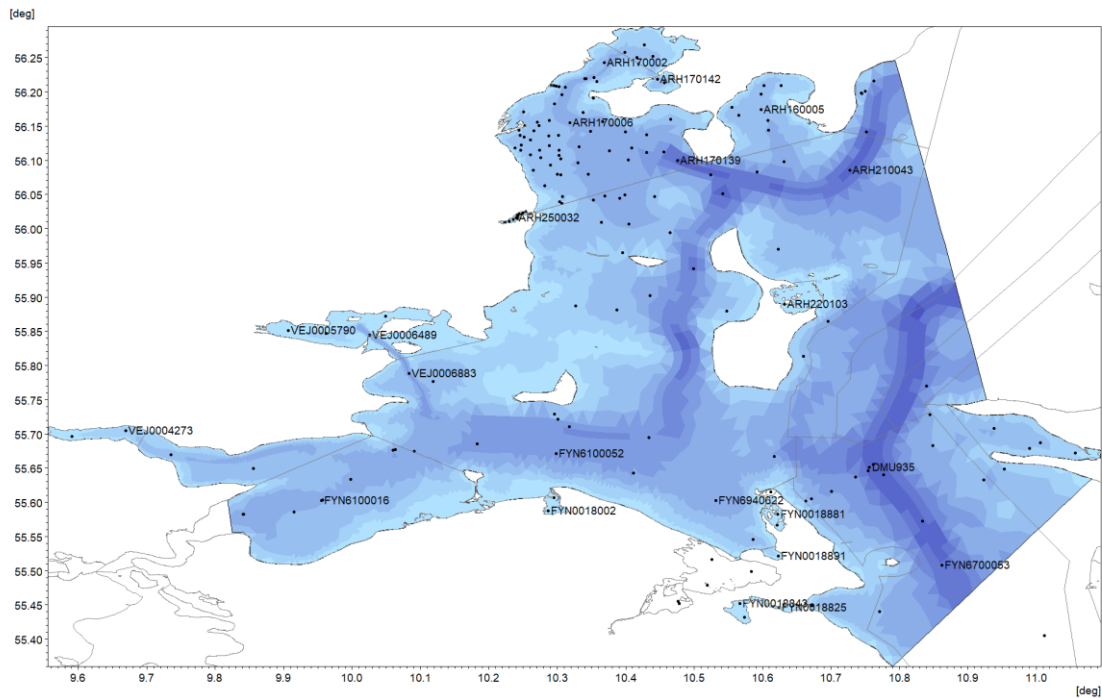 [deg]
56.25
56.20
56.15
56.10
56.05
56.00
55.95
55.90
55.85
55.80
55.75
55.70
55.65
55.60
55.55
55.50
55.45
55.40
ARH170002
ARH170142
ARH160005
ARH170006
ARH170139
ARH210043
ARH250032
ARH220103
VEJ0005790
VEJ0006489
VEJ0006883
VEJ0004273
FYN6100052
DMU935
FYN6100016
FYN6940622
FYN0018002
FYN0018881
FYN0018891
FYN6700053
FYN0018843
FYN0018825
9.6 9.7 9.8 9.9 10.0 10.1 10.2 10.3 10.4 10.5 10.6 10.7 10.8 10.9 11.0
[deg]